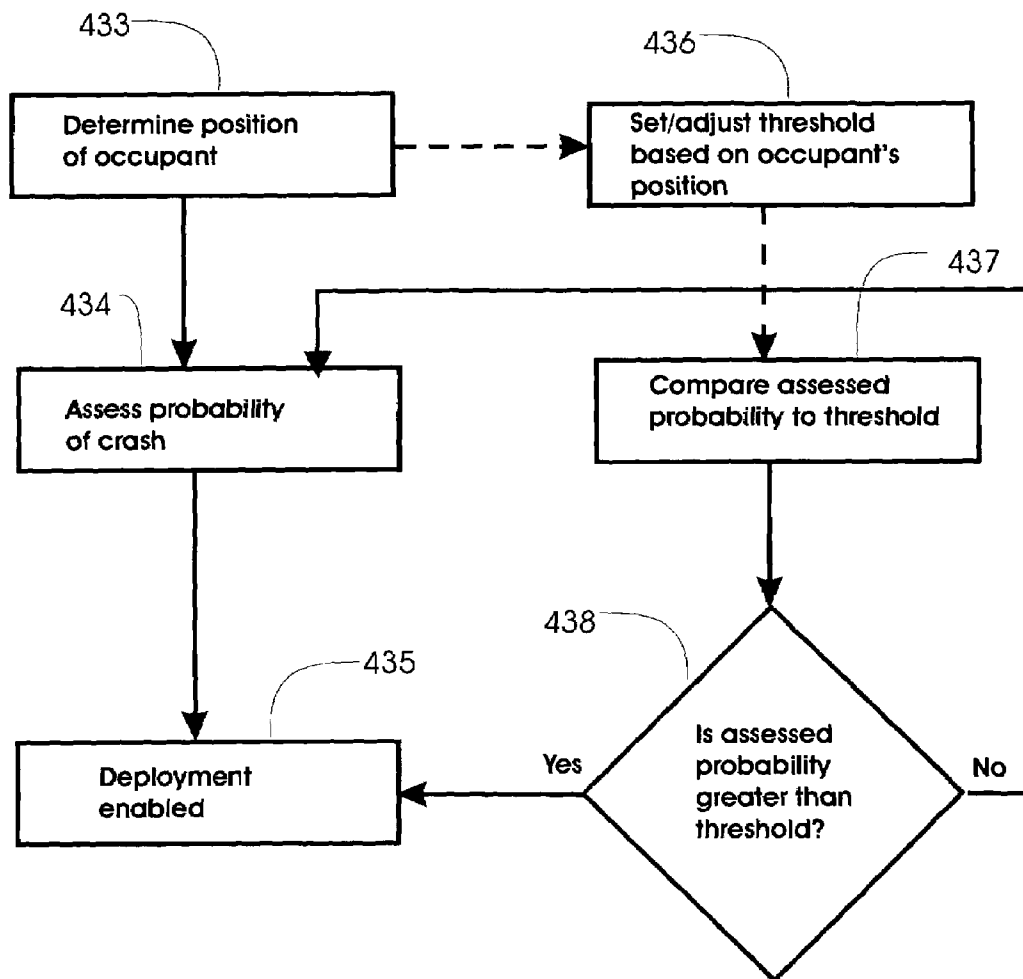 433
436
Determine position
of occupant
Set/adjust threshold
based on occupant's
position
437
434
Assess probability
of crash
Compare assessed
probability to threshold
438
435
Deployment
enabled
Yes
Is assessed
probability
greater than
threshold?
No